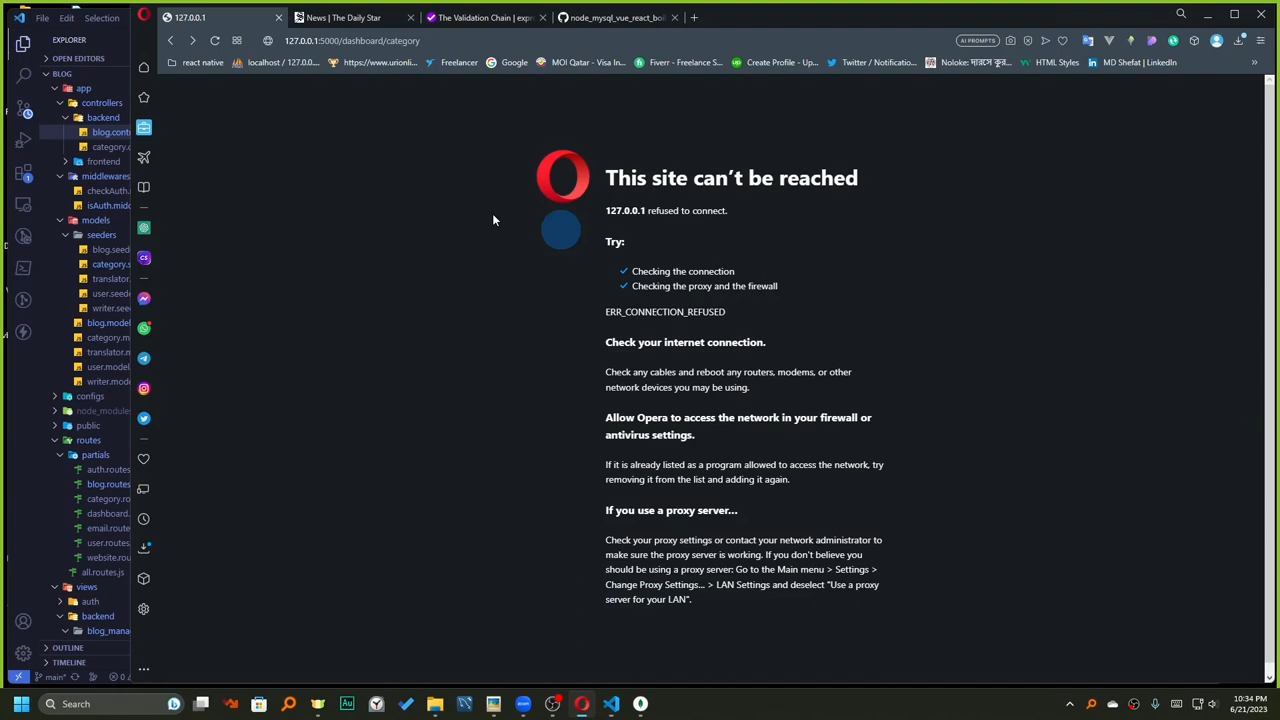 File Edit Selection
127.0.0.1
News | The Daily Star
The Validation Chain | expr
node_mysql_vue_react_boil
127.0.0.1:5000/dashboard/category
AI PROMPTS
react native
localhost / 127.0....
https://www.urionli...
Freelancer
Google
MOI Qatar - Visa In...
Fiverr - Freelance S...
Create Profile - Up...
Twitter / Notificatio...
HTML Styles
MD Shefat | LinkedIn
EXPLORER
OPEN EDITORS
BLOG
app
controllers
backend
blog.cont
category.c
frontend
middlewares
checkAuth.
isAuth.midd
models
seeders
blog.seed
category.s
translator.
user.seede
writer.seed
blog.model
category.m
translator.n
user.model
writer.mod
configs
node_module
public
routes
partials
auth.routes
blog.routes
category.ro
dashboard.
email.routes
user.routes.
website.rou
all.routes.js
views
auth
backend
blog_mana
OUTLINE
TIMELINE
main*
0
This site can't be reached
127.0.0.1 refused to connect.
Try:
Checking the connection
Checking the proxy and the firewall
ERR_CONNECTION_REFUSED
Check your internet connection.
Check any cables and reboot any routers, modems, or other
network devices you may be using.
Allow Opera to access the network in your firewall or
antivirus settings.
If it is already listed as a program allowed to access the network, try
removing it from the list and adding it again.
If you use a proxy server...
Check your proxy settings or contact your network administrator to
make sure the proxy server is working. If you don't believe you
should be using a proxy server: Go to the Main menu > Settings >
Change Proxy Settings... > LAN Settings and deselect "Use a proxy
server for your LAN".
Search
10:34 PM
6/21/2023